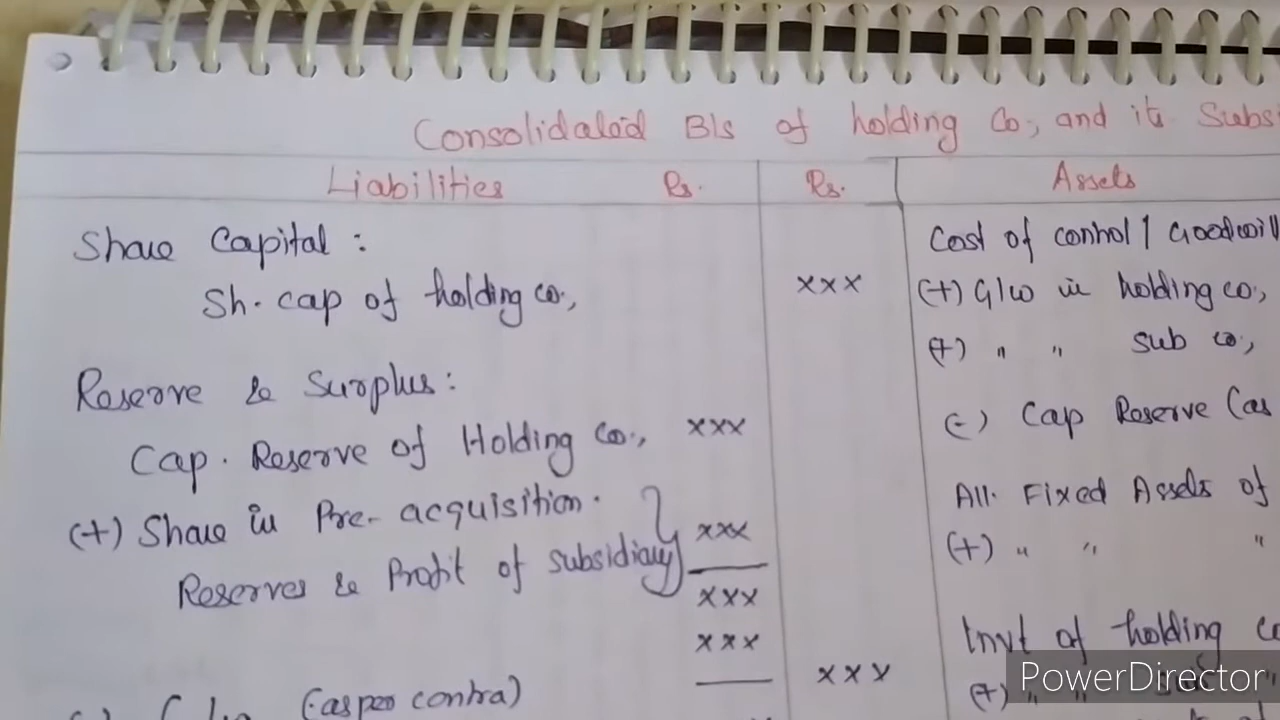 Consolidated B/s of holding Co., and its Subs
Liabilities Rs. Rs. Assets
Share Capital :
Sh. cap of holding co., xxx
Reserve & Surplus :
Cap. Reserve of Holding Co., xxx
(+) Share in Pre-acquisition.
Reserves & Profit of subsidiary xxx
xxx
xxx
xxx
(as per contra)
Cost of control / Goodwill
(+) G/w in holding co.,
(+) " " sub co.,
(-) Cap Reserve (as
All. Fixed Assets of
(+) " " "
Invt of holding co
(+) "
PowerDirector